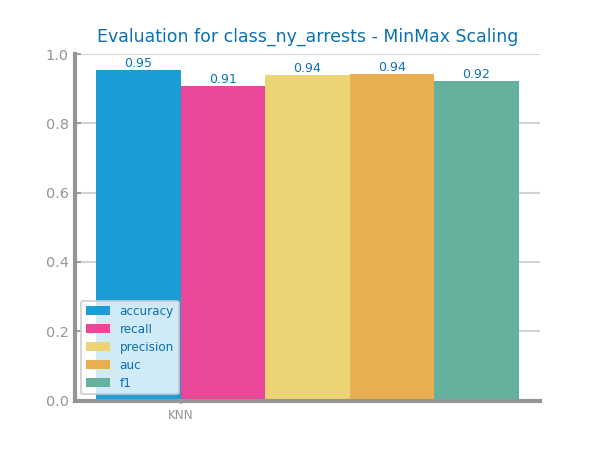 Evaluation for class_ny_arrests - MinMax Scaling
1.0
0.8
0.6
0.4
0.2
0.0
0.95
0.91
0.94
0.94
0.92
accuracy
recall
precision
auc
f1
KNN